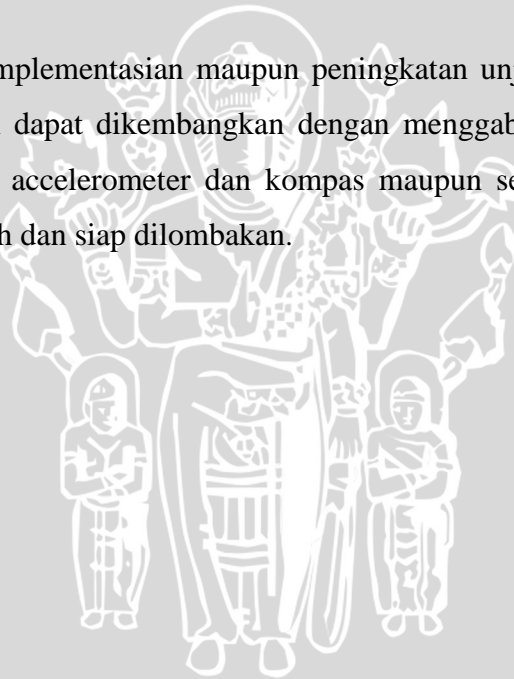 mplementasian maupun peningkatan unj
dapat dikembangkan dengan menggab
accelerometer dan kompas maupun se
h dan siap dilombakan.